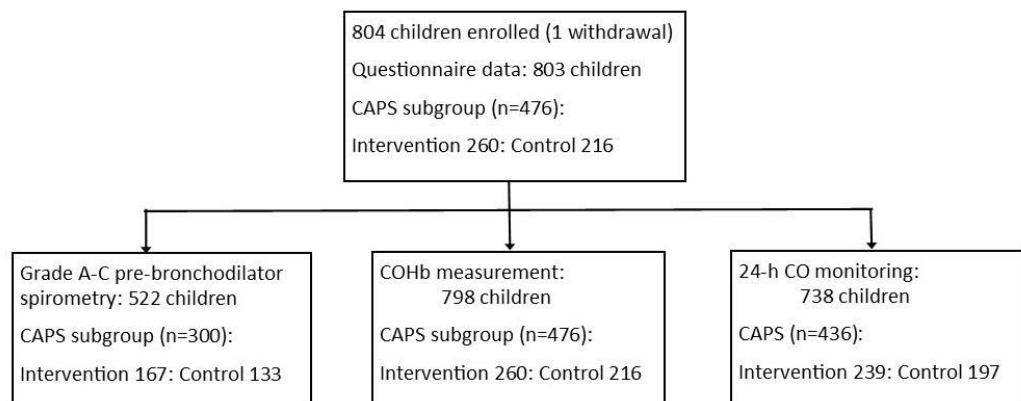 804 children enrolled (1 withdrawal)
Questionnaire data: 803 children
CAPS subgroup (n=476):
Intervention 260: Control 216
Grade A-C pre-bronchodilator
spirometry: 522 children
CAPS subgroup (n=300):
Intervention 167: Control 133
COHb measurement:
798 children
CAPS subgroup (n=476):
Intervention 260: Control 216
24-h CO monitoring:
738 children
CAPS (n=436):
Intervention 239: Control 197